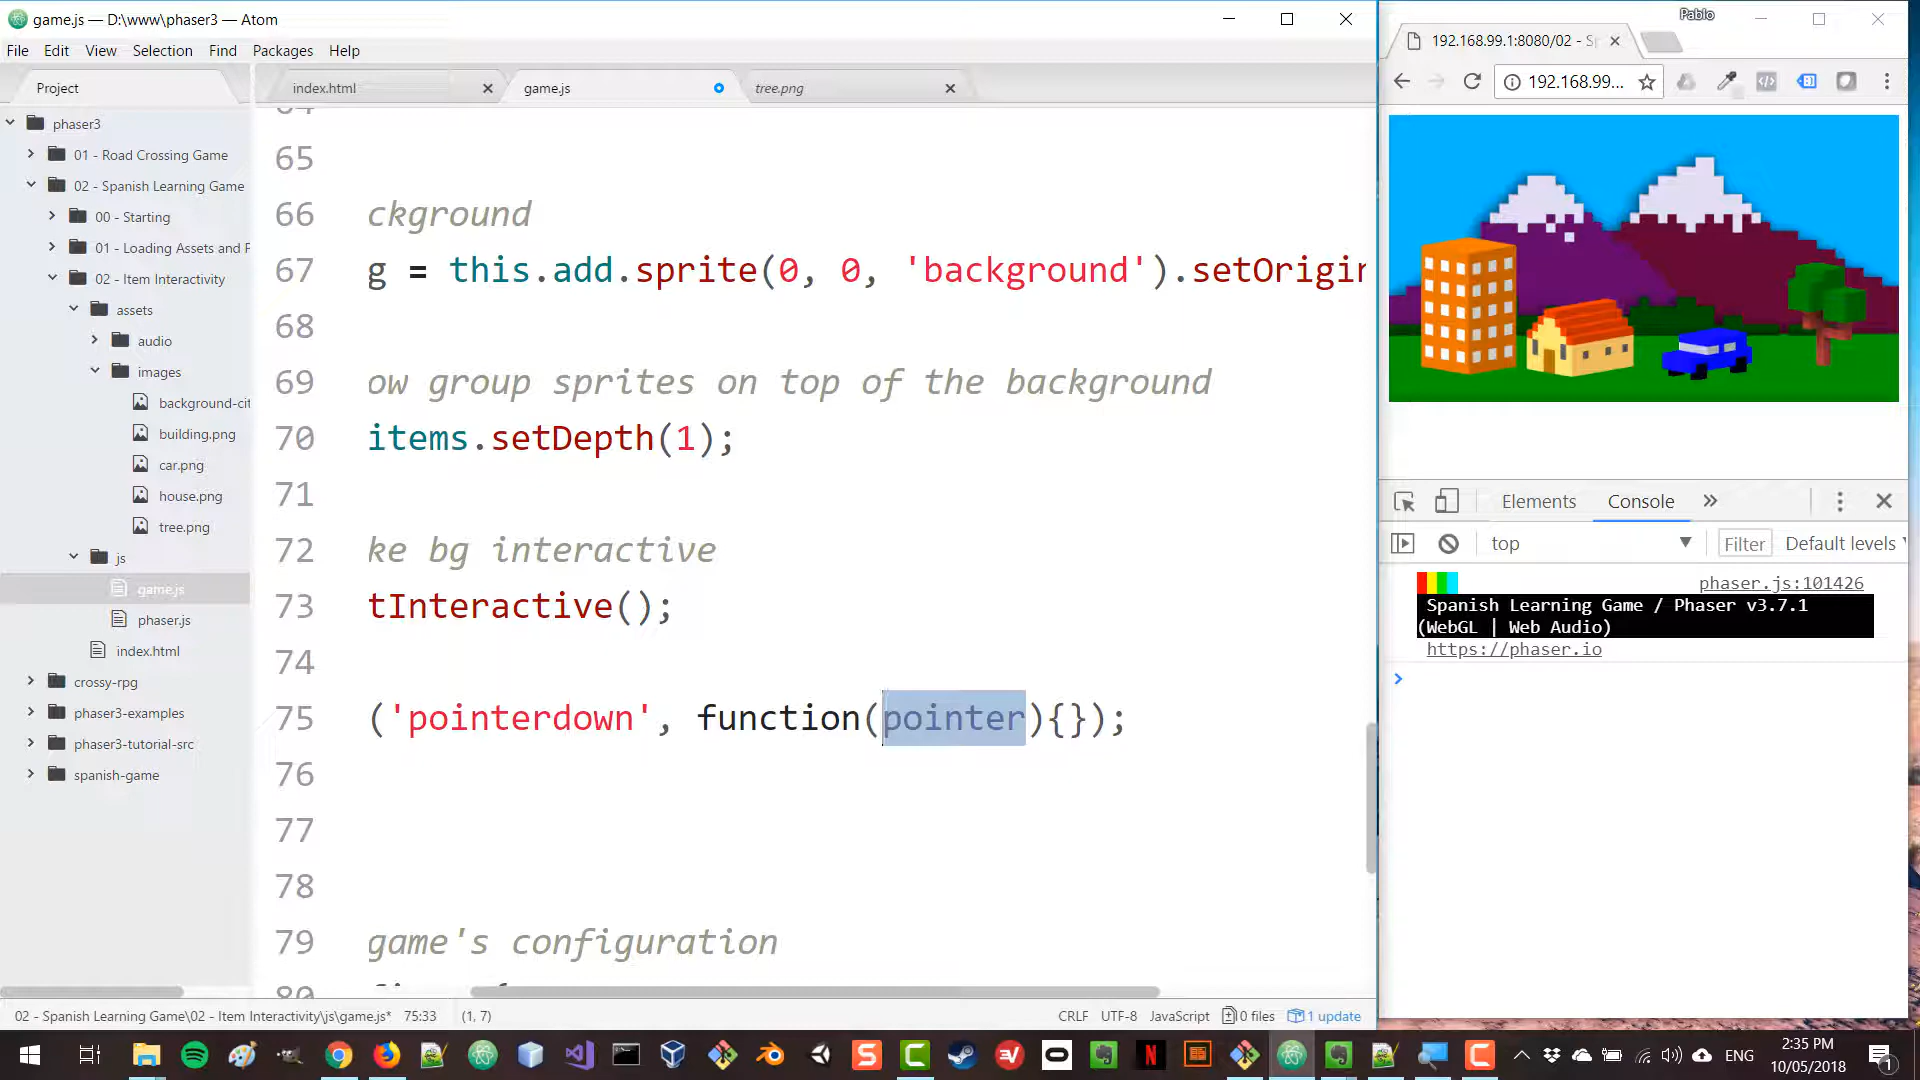 game.js — D:\www\phaser3 — Atom
File Edit View Selection Find Packages Help
Project
index.html
game.js
tree.png
phaser3
01 - Road Crossing Game
02 - Spanish Learning Game
00 - Starting
01 - Loading Assets and
02 - Item Interactivity
assets
audio
images
background-cit
building.png
car.png
house.png
tree.png
js
game.js
phaser.js
index.html
crossy-rpg
phaser3-examples
phaser3-tutorial-src
spanish-game
65
66 ckground
67 g = this.add.sprite(0, 0, 'background').setOrigin
68
69 ow group sprites on top of the background
70 items.setDepth(1);
71
72 ke bg interactive
73 tInteractive();
74
75 ('pointerdown', function(pointer){});
76
77
78
79 game's configuration
80
02 - Spanish Learning Game\02 - Item Interactivity\js\game.js* 75:33 (1, 7)
CRLF UTF-8 JavaScript 0 files 1 update
Pablo
192.168.99.1:8080/02 - S
192.168.99...
Elements Console
top Filter Default levels
phaser.js:101426
Spanish Learning Game / Phaser v3.7.1
(WebGL | Web Audio)
https://phaser.io
ENG
2:35 PM
10/05/2018
1